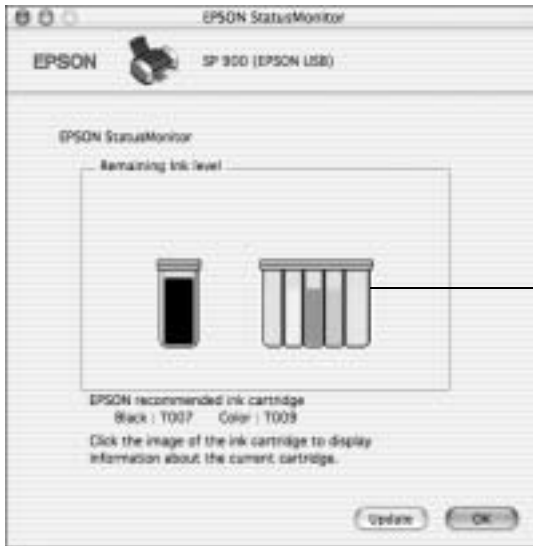 EPSON StatusMonitor
EPSON SP 900 (EPSON USB)
EPSON StatusMonitor
Remaining Ink level
EPSON recommended ink cartridge
Black : T007 Color : T009
Click the image of the ink cartridge to display
information about the current cartridge.
Update OK